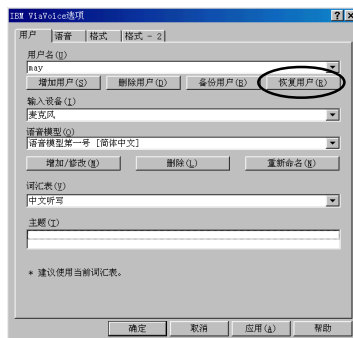 IBM ViaVoice选项
用户 语音 格式 格式 - 2
用户名(U)
may
增加用户(S) 删除用户(D) 备份用户(B) 恢复用户(R)
输入设备(I)
麦克风
语音模型(O)
语音模型第一号 [简体中文]
增加/修改(M) 删除(L) 重新命名(N)
词汇表(V)
中文听写
主题(T)
* 建议使用当前词汇表。
确定 取消 应用(A) 帮助